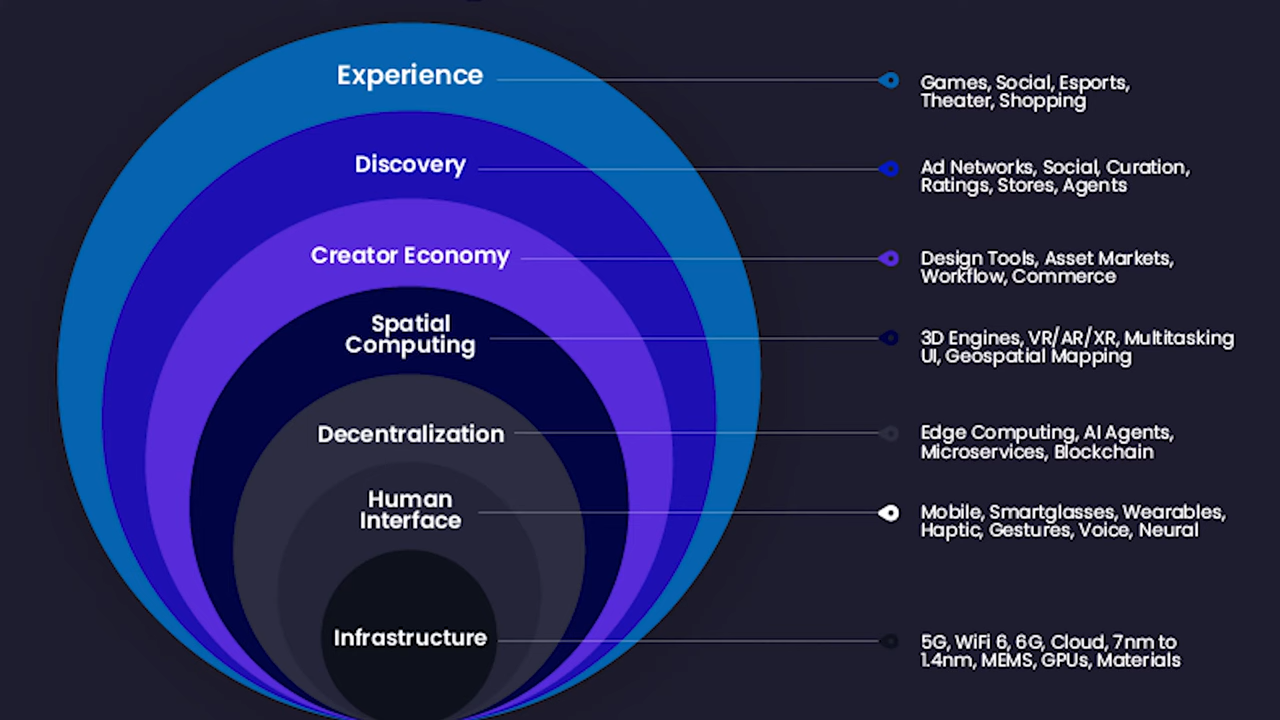 Experience
Games, Social, Esports,
Theater, Shopping
Discovery
Ad Networks, Social, Curation,
Ratings, Stores, Agents
Creator Economy
Design Tools, Asset Markets,
Workflow, Commerce
Spatial
Computing
3D Engines, VR/AR/XR, Multitasking
UI, Geospatial Mapping
Decentralization
Edge Computing, AI Agents,
Microservices, Blockchain
Human
Interface
Mobile, Smartglasses, Wearables,
Haptic, Gestures, Voice, Neural
Infrastructure
5G, WiFi 6, 6G, Cloud, 7nm to
1.4nm, MEMS, GPUs, Materials